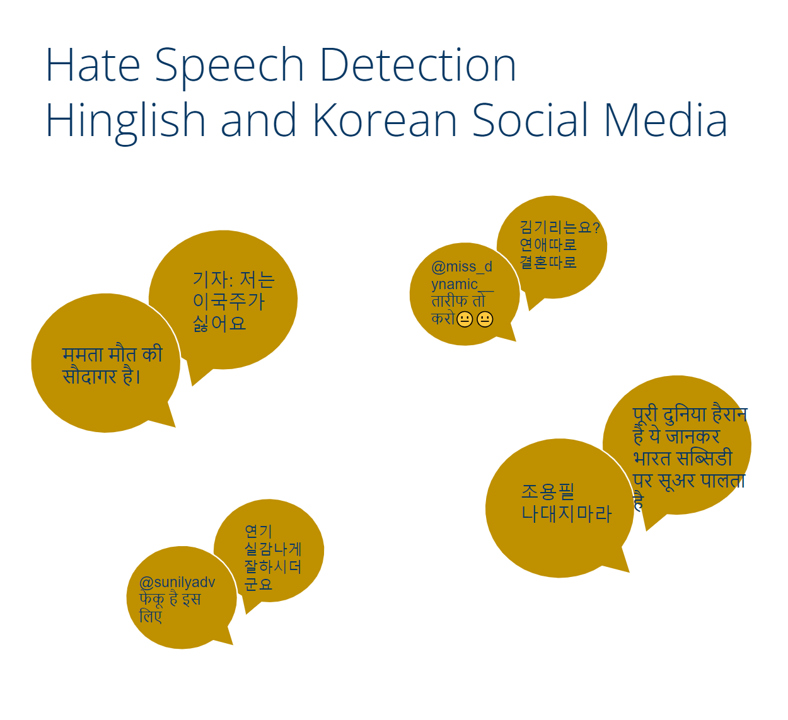 Hate Speech Detection
Hinglish and Korean Social Media
기자: 저는
이국주가
싫어요
ममता मौत की
सौदागर है।
김기리는요?
연애따로
결혼따로
@miss_d
ynamic__
तारीफ तो
करो😐😐
पूरी दुनिया हैरान
है ये जानकर
भारत सब्सिडी
पर सूअर पालता
है
조용필
나대지마라
연기
실감나게
잘하시더
군요
@sunilyadv
फेकू है इस
लिए